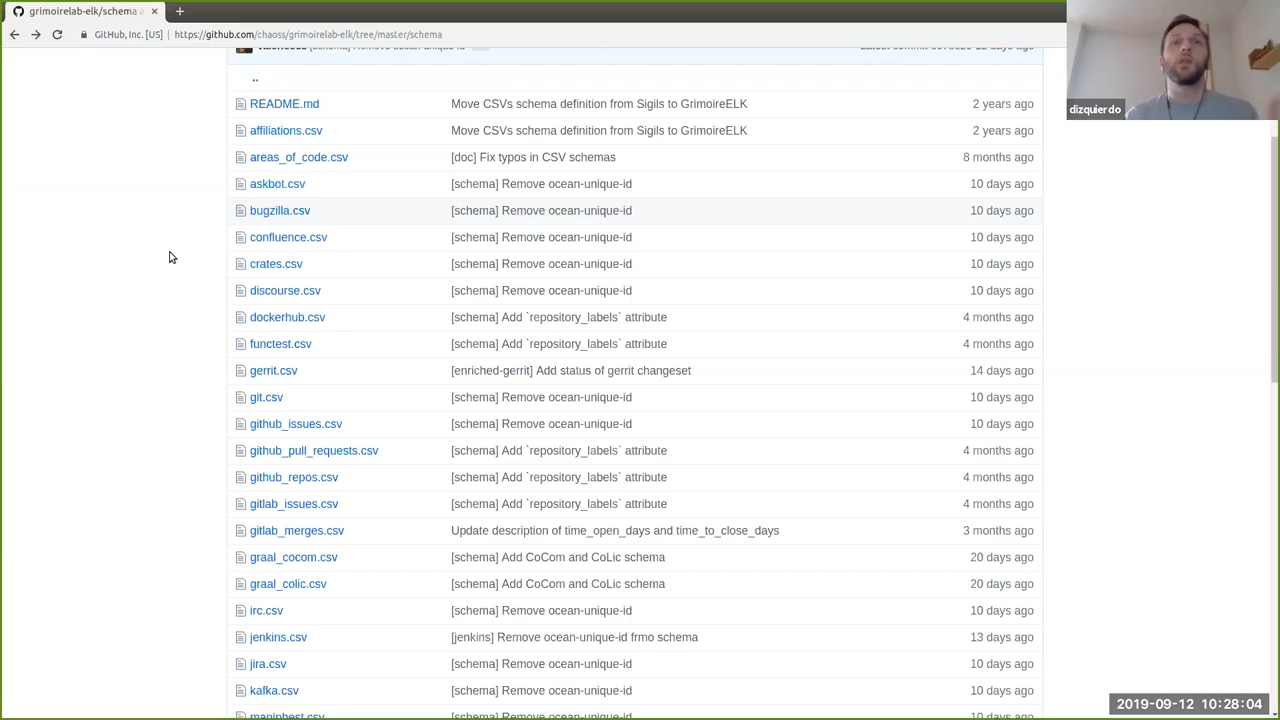 grimoirelab-elk/schema a
GitHub, Inc. [US] https://github.com/chaoss/grimoirelab-elk/tree/master/schema
dizquierdo
..
README.md Move CSVs schema definition from Sigils to GrimoireELK 2 years ago
affiliations.csv Move CSVs schema definition from Sigils to GrimoireELK 2 years ago
areas_of_code.csv [doc] Fix typos in CSV schemas 8 months ago
askbot.csv [schema] Remove ocean-unique-id 10 days ago
bugzilla.csv [schema] Remove ocean-unique-id 10 days ago
confluence.csv [schema] Remove ocean-unique-id 10 days ago
crates.csv [schema] Remove ocean-unique-id 10 days ago
discourse.csv [schema] Remove ocean-unique-id 10 days ago
dockerhub.csv [schema] Add `repository_labels` attribute 4 months ago
functest.csv [schema] Add `repository_labels` attribute 4 months ago
gerrit.csv [enriched-gerrit] Add status of gerrit changeset 14 days ago
git.csv [schema] Remove ocean-unique-id 10 days ago
github_issues.csv [schema] Remove ocean-unique-id 10 days ago
github_pull_requests.csv [schema] Add `repository_labels` attribute 4 months ago
github_repos.csv [schema] Add `repository_labels` attribute 4 months ago
gitlab_issues.csv [schema] Add `repository_labels` attribute 4 months ago
gitlab_merges.csv Update description of time_open_days and time_to_close_days 3 months ago
graal_cocom.csv [schema] Add CoCom and CoLic schema 20 days ago
graal_colic.csv [schema] Add CoCom and CoLic schema 20 days ago
irc.csv [schema] Remove ocean-unique-id 10 days ago
jenkins.csv [jenkins] Remove ocean-unique-id frmo schema 13 days ago
jira.csv [schema] Remove ocean-unique-id 10 days ago
kafka.csv [schema] Remove ocean-unique-id 10 days ago
maniphest.csv [schema] Remove ocean-unique-id 10 days ago
2019-09-12 10:28:04